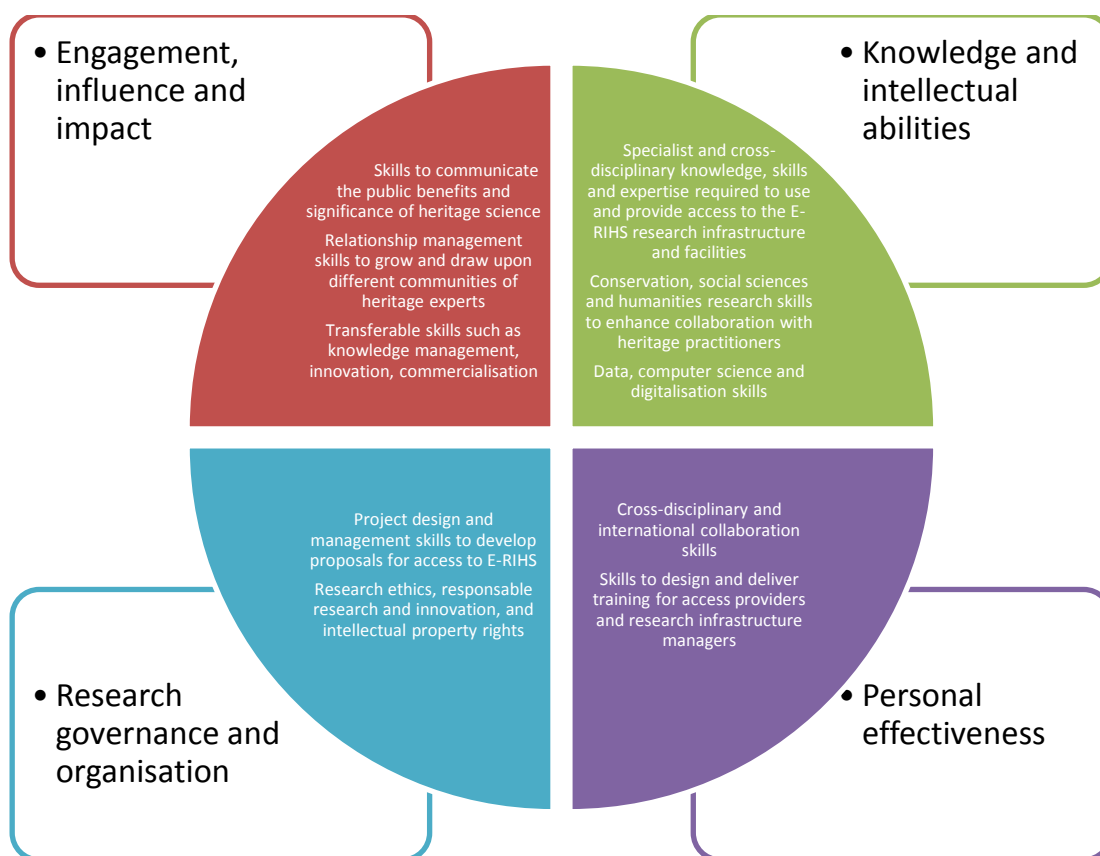 • Engagement,
influence and
impact
Skills to communicate
the public benefits and
significance of heritage science
Relationship management
skills to grow and draw upon
different communities of
heritage experts
Transferable skills such as
knowledge management,
innovation, commercialisation
• Knowledge and
intellectual
abilities
Specialist and cross-
disciplinary knowledge, skills
and expertise required to use
and provide access to the E-
RIHS research infrastructure
and facilities
Conservation, social sciences
and humanities research skills
to enhance collaboration with
heritage practitioners
Data, computer science and
digitalisation skills
Project design and
management skills to develop
proposals for access to E-RIHS
Research ethics, responsable
research and innovation, and
intellectual property rights
• Research
governance and
organisation
Cross-disciplinary and
international collaboration
skills
Skills to design and deliver
training for access providers
and research infrastructure
managers
• Personal
effectiveness